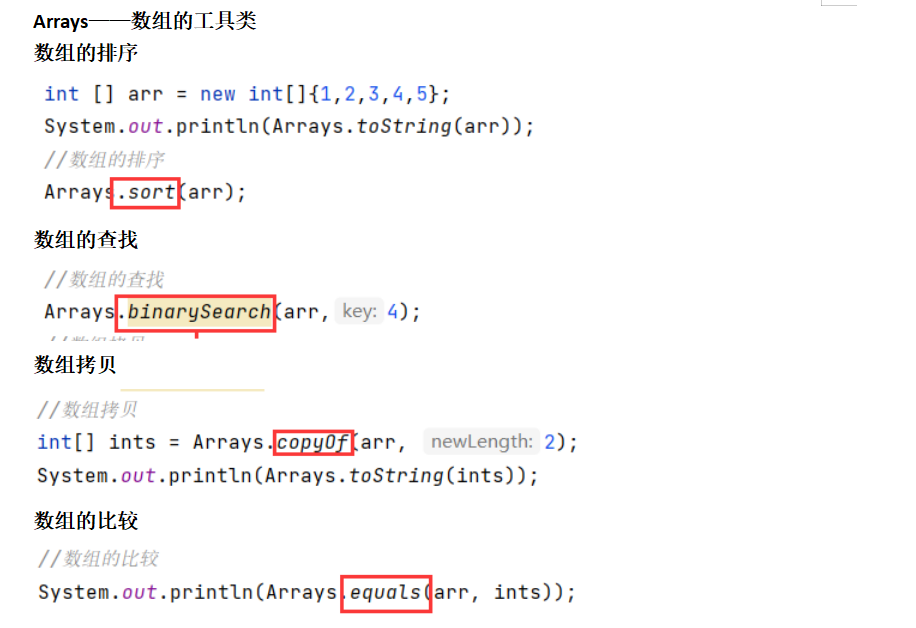 Arrays——数组的工具类
数组的排序
int [] arr = new int[]{1,2,3,4,5};
System.out.println(Arrays.toString(arr));
//数组的排序
Arrays.sort(arr);
数组的查找
//数组的查找
Arrays.binarySearch(arr, key: 4);
数组拷贝
//数组拷贝
int[] ints = Arrays.copyOf(arr, newLength: 2);
System.out.println(Arrays.toString(ints));
数组的比较
//数组的比较
System.out.println(Arrays.equals(arr, ints));